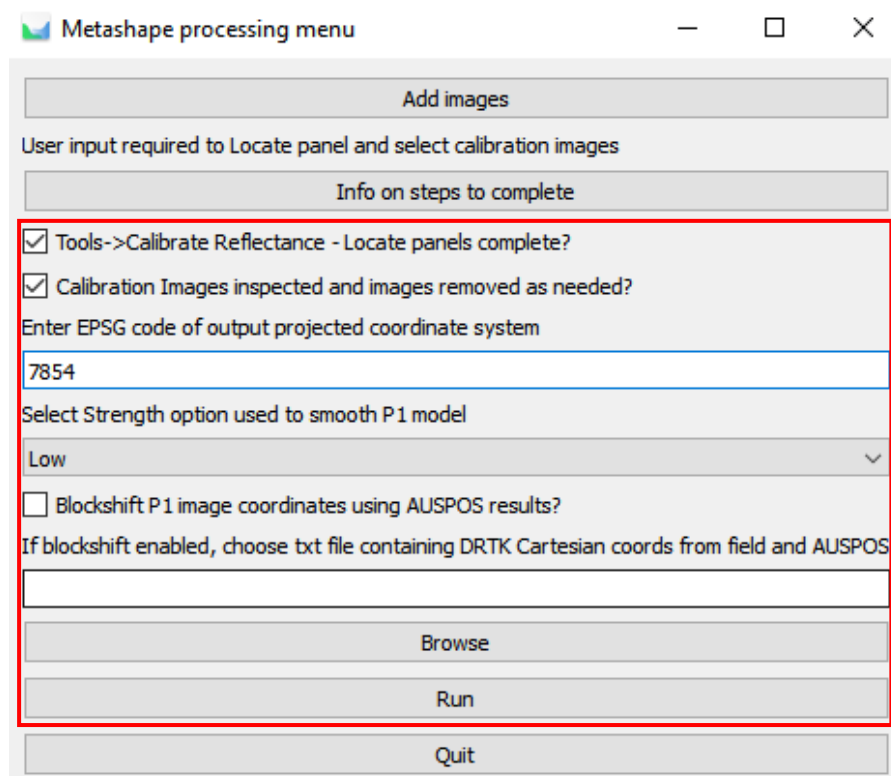 Metashape processing menu
Add images
User input required to Locate panel and select calibration images
Info on steps to complete
Tools->Calibrate Reflectance - Locate panels complete?
Calibration Images inspected and images removed as needed?
Enter EPSG code of output projected coordinate system
7854
Select Strength option used to smooth P1 model
Low
Blockshift P1 image coordinates using AUSPOS results?
If blockshift enabled, choose txt file containing DRTK Cartesian coords from field and AUSPOS
Browse
Run
Quit